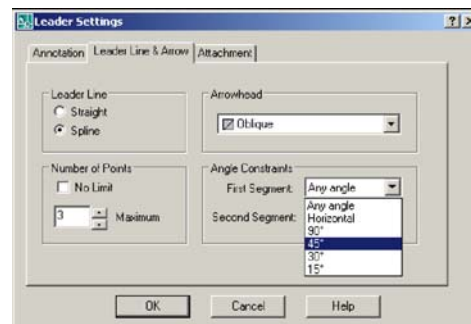 Leader Settings
Annotation Leader Line & Arrow Attachment
Leader Line
Straight
Spline
Arrowhead
Oblique
Number of Points
No Limit
3 Maximum
Angle Constraints
First Segment: Any angle
Second Segment:
Any angle
Horizontal
90°
45°
30°
15°
OK Cancel Help